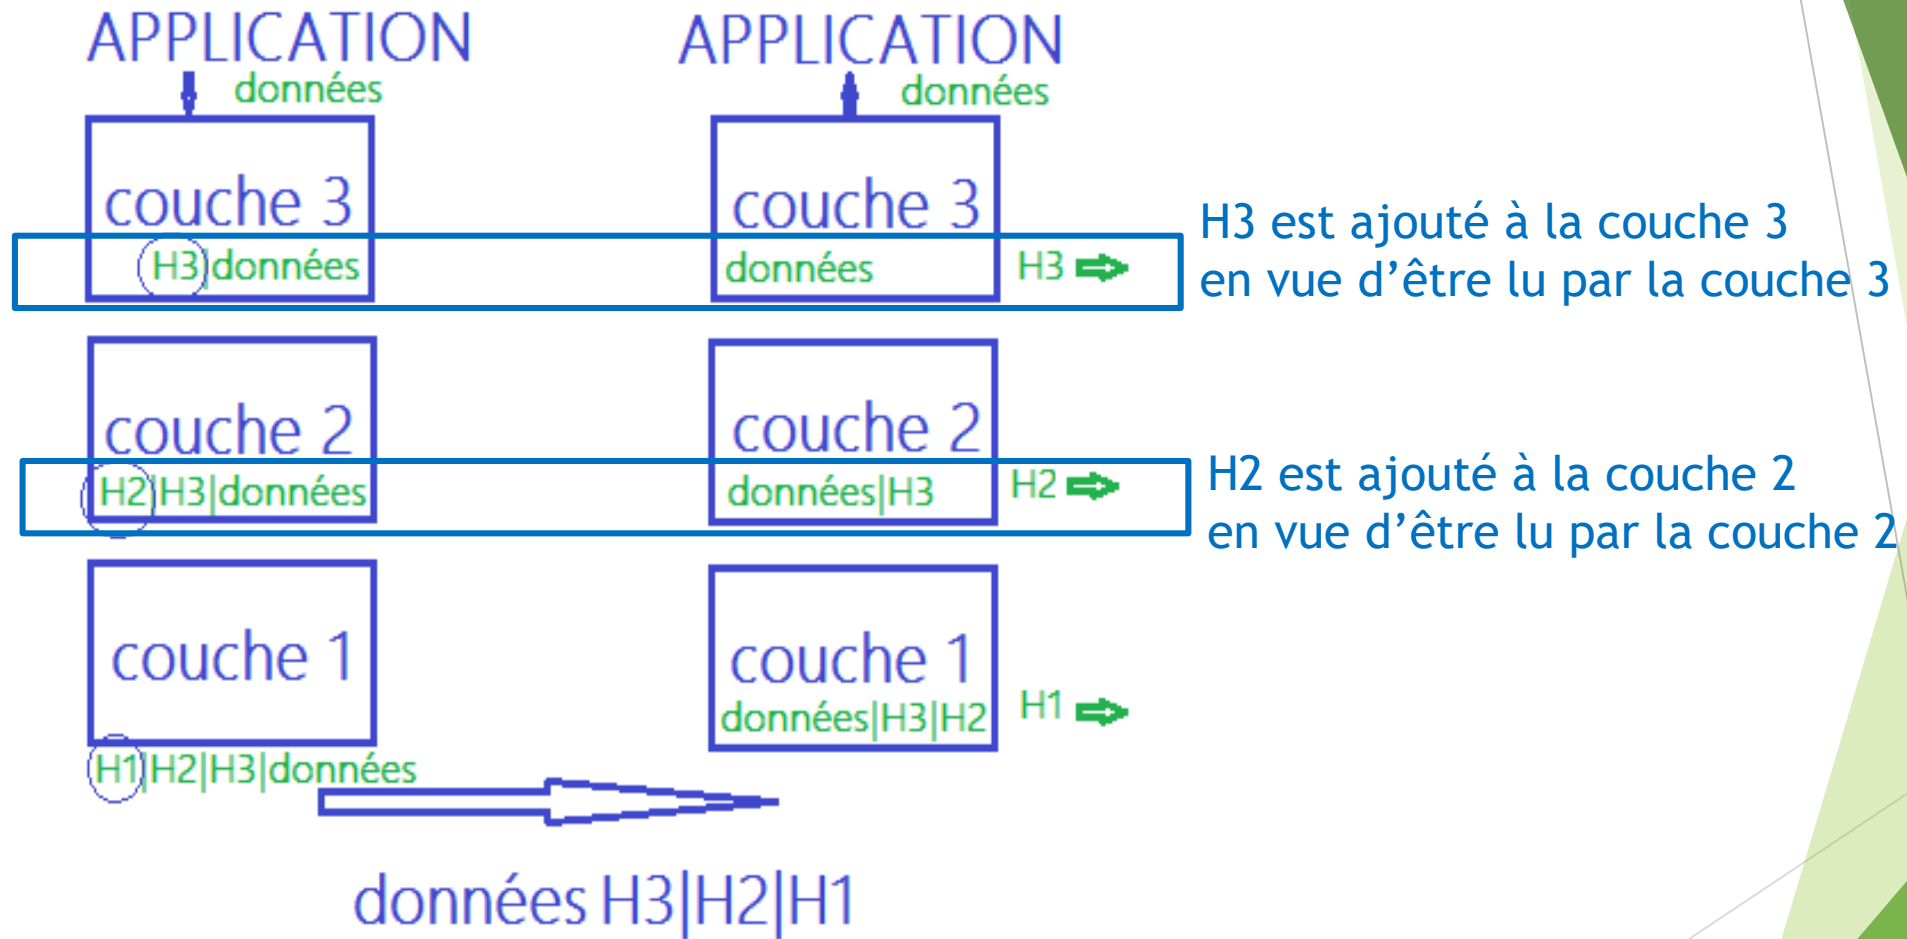 APPLICATION
données
couche 3
H3|données
couche 2
H2|H3|données
couche 1
H1|H2|H3|données
APPLICATION
données
couche 3
données
H3
couche 2
données|H3
H2
couche 1
données|H3|H2
H1
données H3|H2|H1
H3 est ajouté à la couche 3
en vue d’être lu par la couche 3
H2 est ajouté à la couche 2
en vue d’être lu par la couche 2